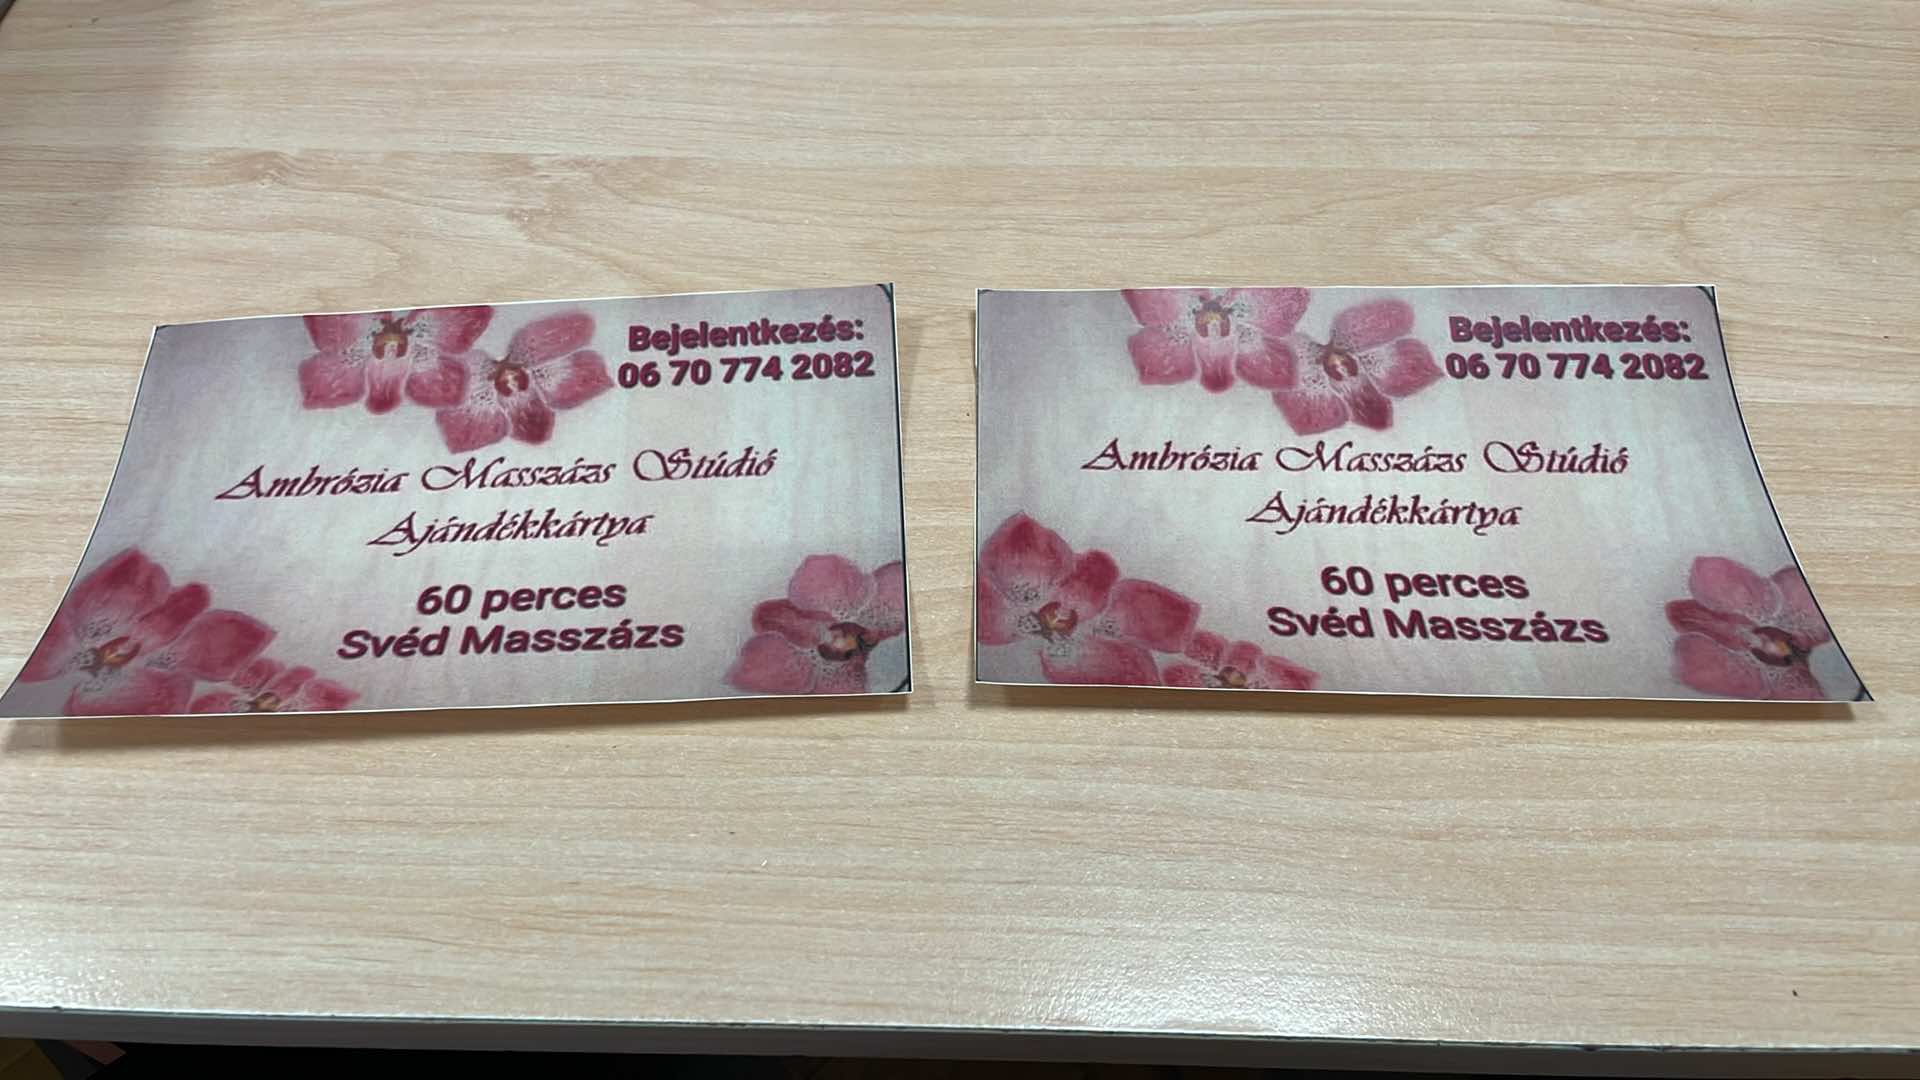 Bejelentkezés:
06 70 774 2082
Ambrózia Masszázs Stúdió
Ajándékkártya
60 perces
Svéd Masszázs
Bejelentkezés:
06 70 774 2082
Ambrózia Masszázs Stúdió
Ajándékkártya
60 perces
Svéd Masszázs